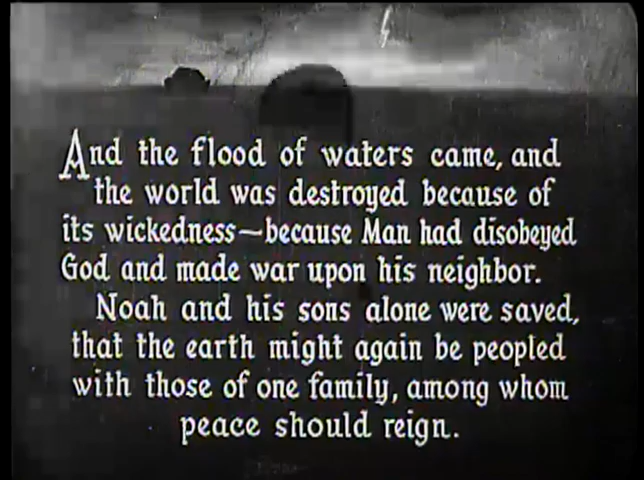 And the flood of waters came, and
the world was destroyed because of
its wickedness—because Man had disobeyed
God and made war upon his neighbor.
Noah and his sons alone were saved,
that the earth might again be peopled
with those of one family, among whom
peace should reign.